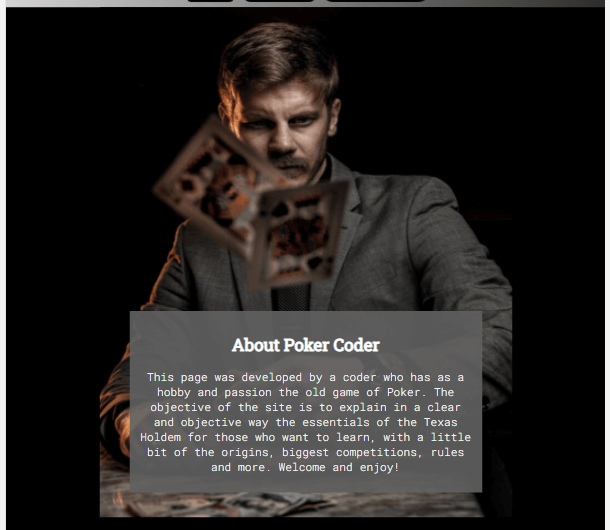 About Poker Coder
This page was developed by a coder who has as a
hobby and passion the old game of Poker. The
objective of the site is to explain in a clear
and objective way the essentials of the Texas
Holdem for those who want to learn, with a little
bit of the origins, biggest competitions, rules
and more. Welcome and enjoy!